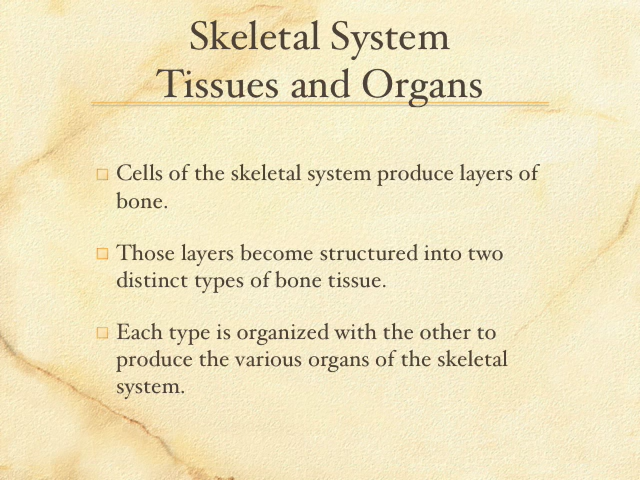 Skeletal System
Tissues and Organs
Cells of the skeletal system produce layers of
bone.
Those layers become structured into two
distinct types of bone tissue.
Each type is organized with the other to
produce the various organs of the skeletal
system.